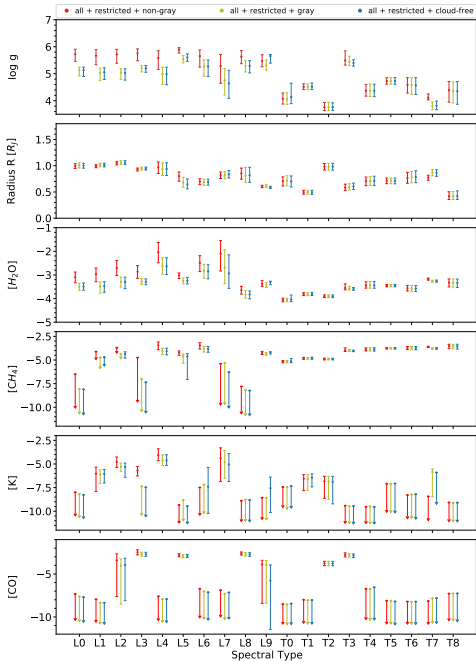 all + restricted + non-gray all + restricted + gray all + restricted + cloud-free
7
6
5
4
log g
1.5
1.0
0.5
0.0
Radius R [R_J]
−1
−2
−3
−4
−5
[H₂O]
−2.5
−5.0
−7.5
−10.0
[CH₄]
−2.5
−5.0
−7.5
−10.0
[K]
−5
−10
[CO]
L0 L1 L2 L3 L4 L5 L6 L7 L8 L9 T0 T1 T2 T3 T4 T5 T6 T7 T8
Spectral Type